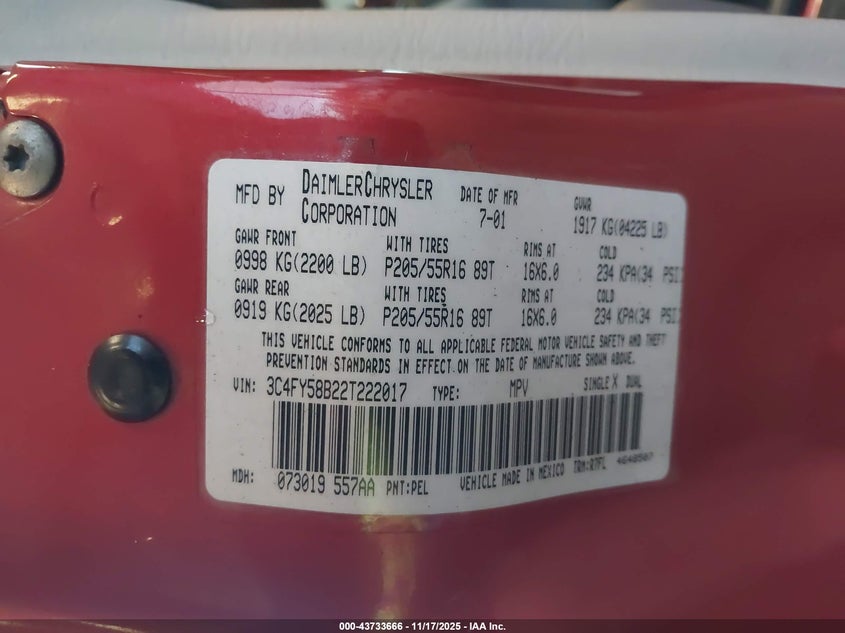 MFD BY DAIMLERCHRYSLER CORPORATION DATE OF MFR 7-01 GVWR 1917 KG(04225 LB)
GAWR FRONT WITH TIRES RIMS AT COLD
0998 KG(2200 LB) P205/55R16 89T 16X6.0 234 KPA(34 PSI)
GAWR REAR WITH TIRES RIMS AT COLD
0919 KG(2025 LB) P205/55R16 89T 16X6.0 234 KPA(34 PSI)
THIS VEHICLE CONFORMS TO ALL APPLICABLE FEDERAL MOTOR VEHICLE SAFETY AND THEFT
PREVENTION STANDARDS IN EFFECT ON THE DATE OF MANUFACTURE SHOWN ABOVE.
VIN: 3C4FY58B22T222017 TYPE: MPV SINGLE X DUAL
MDH: 073019 557AA PNT:PEL VEHICLE MADE IN MEXICO TRM:R7FL 4648507
000-43733666 - 11/17/2025 - IAA Inc.